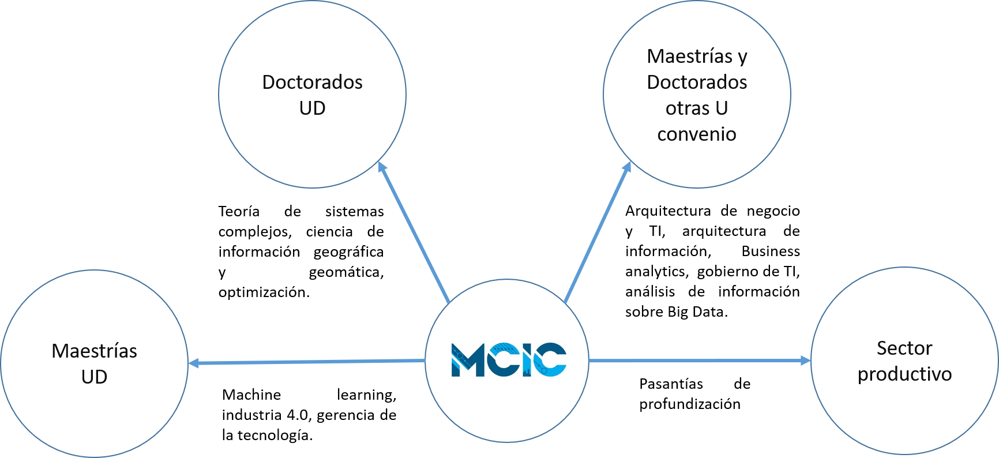 Doctorados
UD
Maestrías y
Doctorados
otras U
convenio
Teoría de sistemas
complejos, ciencia de
información geográfica
y geomática,
optimización.
Arquitectura de negocio
y TI, arquitectura de
información, Business
analytics, gobierno de TI,
análisis de información
sobre Big Data.
Maestrías
UD
MCIC
Sector
productivo
Machine learning,
industria 4.0, gerencia de
la tecnología.
Pasantías de
profundización